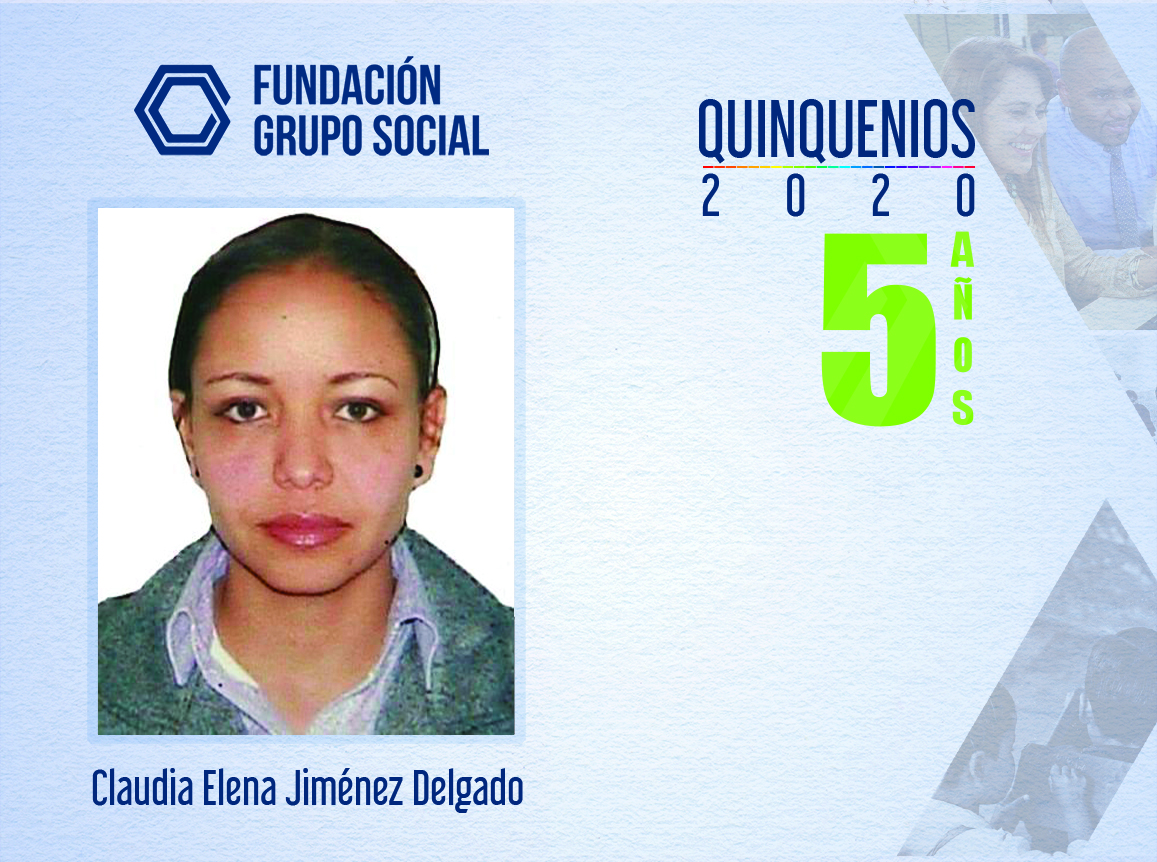 FUNDACIÓN
GRUPO SOCIAL
QUINQUENIOS
2020
5
AÑOS
Claudia Elena Jiménez Delgado